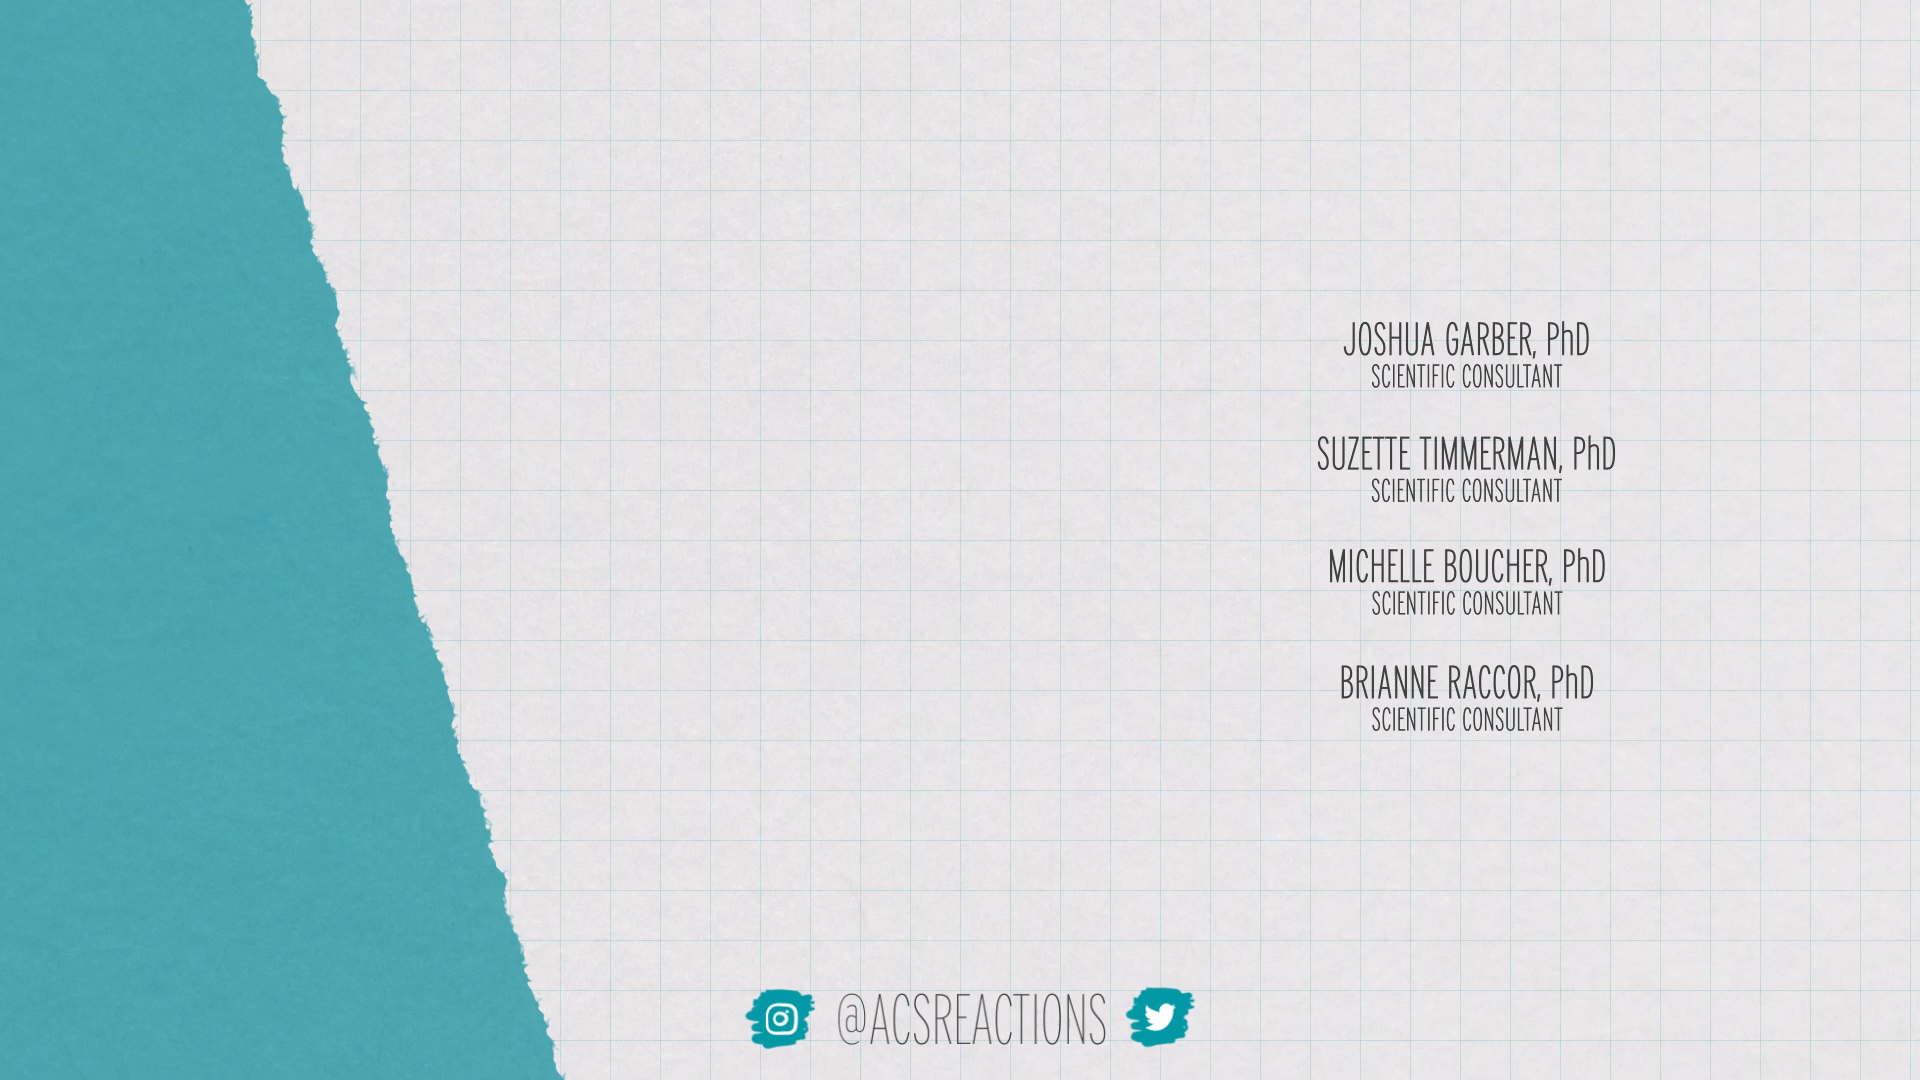 JOSHUA GARBER, PhD
SCIENTIFIC CONSULTANT
SUZETTE TIMMERMAN, PhD
SCIENTIFIC CONSULTANT
MICHELLE BOUCHER, PhD
SCIENTIFIC CONSULTANT
BRIANNE RACCOR, PhD
SCIENTIFIC CONSULTANT
@ACSREACTIONS